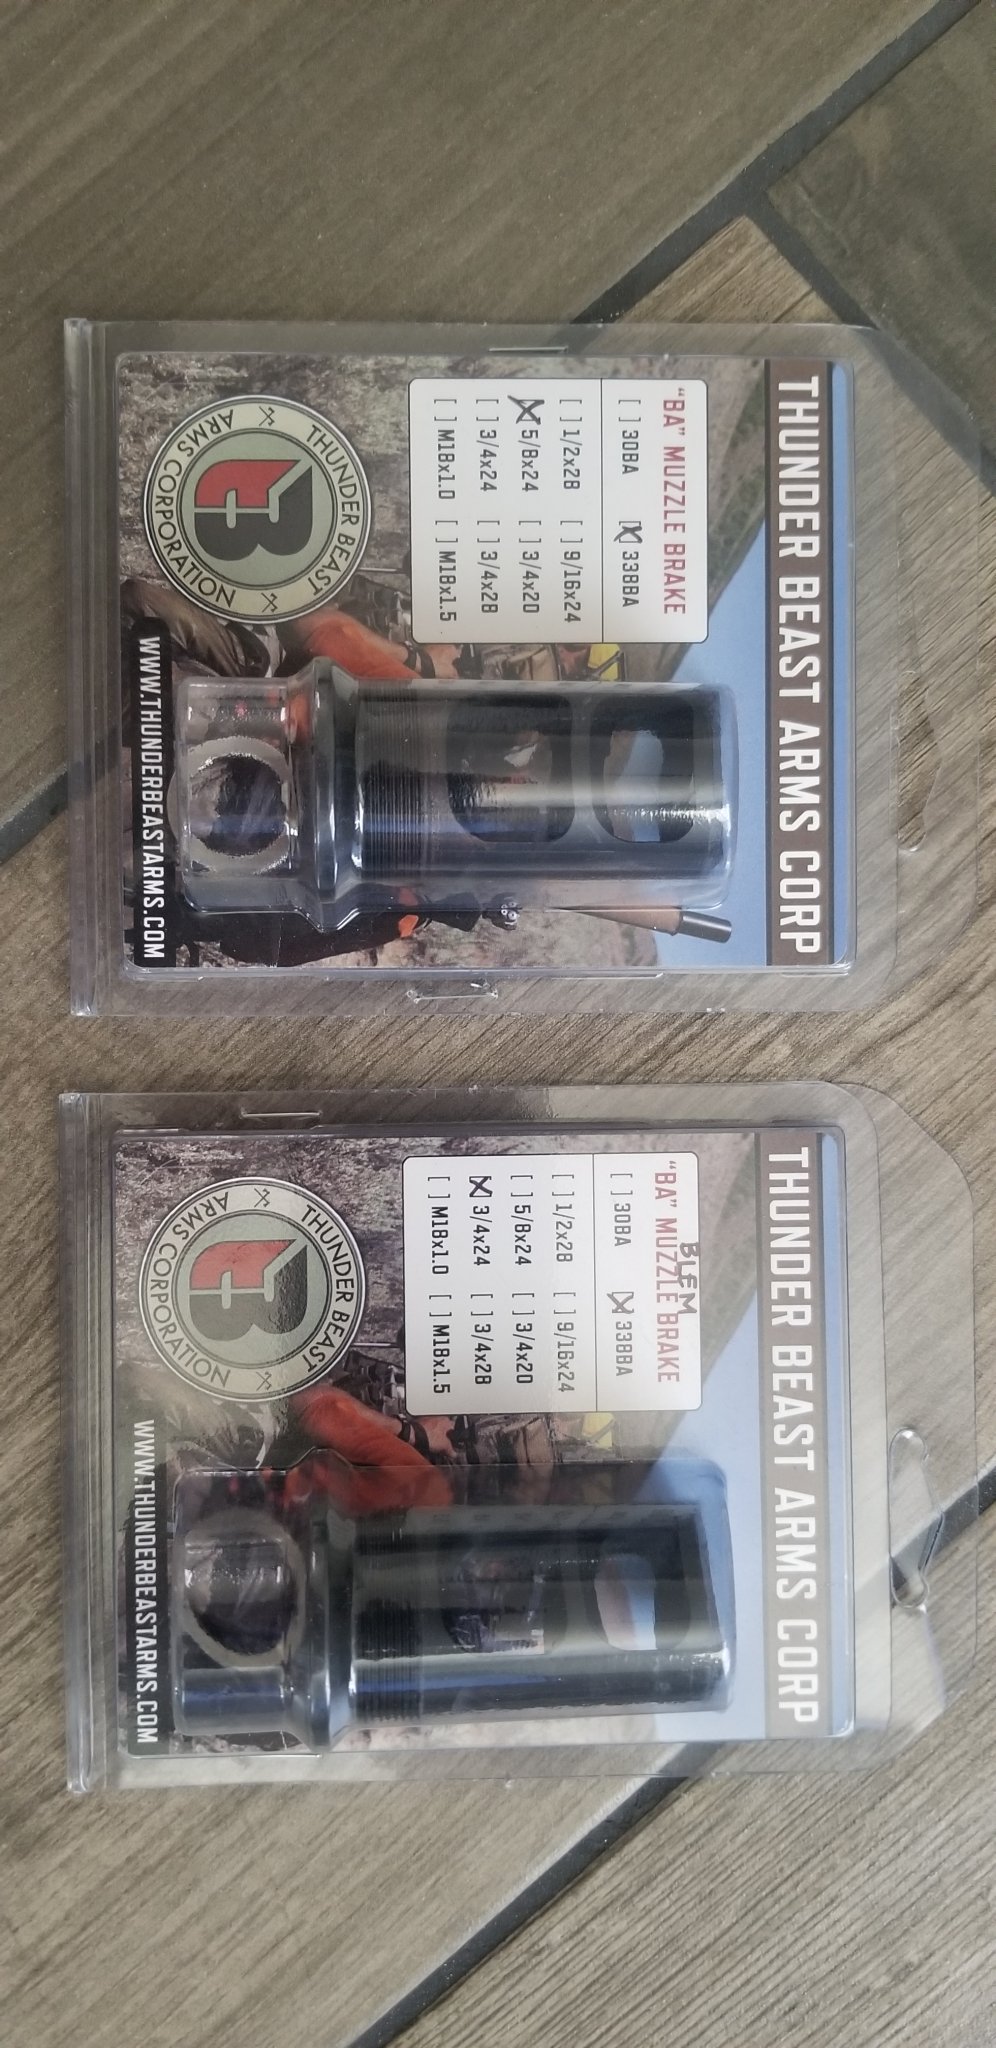 THUNDER BEAST ARMS CORP
"BA" MUZZLE BRAKE
[ ] 30BA [X] 338BA
[ ] 1/2x28 [ ] 9/16x24
[X] 5/8x24 [ ] 3/4x20
[ ] 3/4x24 [ ] 3/4x28
[ ] M18x1.0 [ ] M18x1.5
THUNDER BEAST
ARMS CORPORATION
TB
WWW.THUNDERBEASTARMS.COM
THUNDER BEAST ARMS CORP
BLEM
"BA" MUZZLE BRAKE
[ ] 30BA [X] 338BA
[ ] 1/2x28 [ ] 9/16x24
[ ] 5/8x24 [ ] 3/4x20
[X] 3/4x24 [ ] 3/4x28
[ ] M18x1.0 [ ] M18x1.5
THUNDER BEAST
ARMS CORPORATION
TB
WWW.THUNDERBEASTARMS.COM